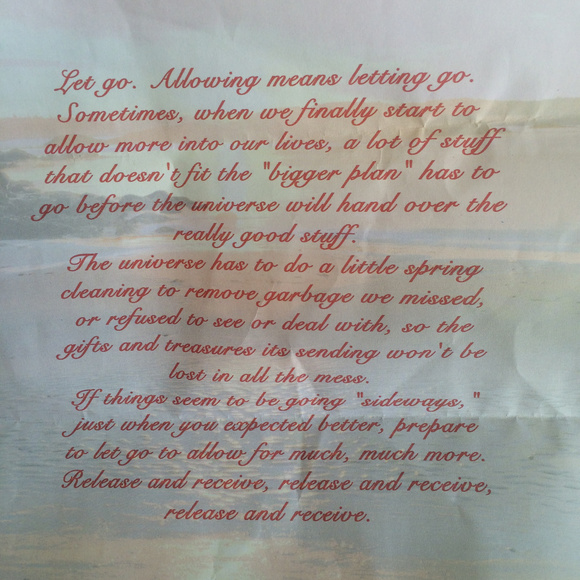 Let go. Allowing means letting go.
Sometimes, when we finally start to
allow more into our lives, a lot of stuff
that doesn't fit the "bigger plan" has to
go before the universe will hand over the
really good stuff.
The universe has to do a little spring
cleaning to remove garbage we missed,
or refused to see or deal with, so the
gifts and treasures its sending won't be
lost in all the mess.
If things seem to be going "sideways,"
just when you expected better, prepare
to let go to allow for much, much more.
Release and receive, release and receive,
release and receive.